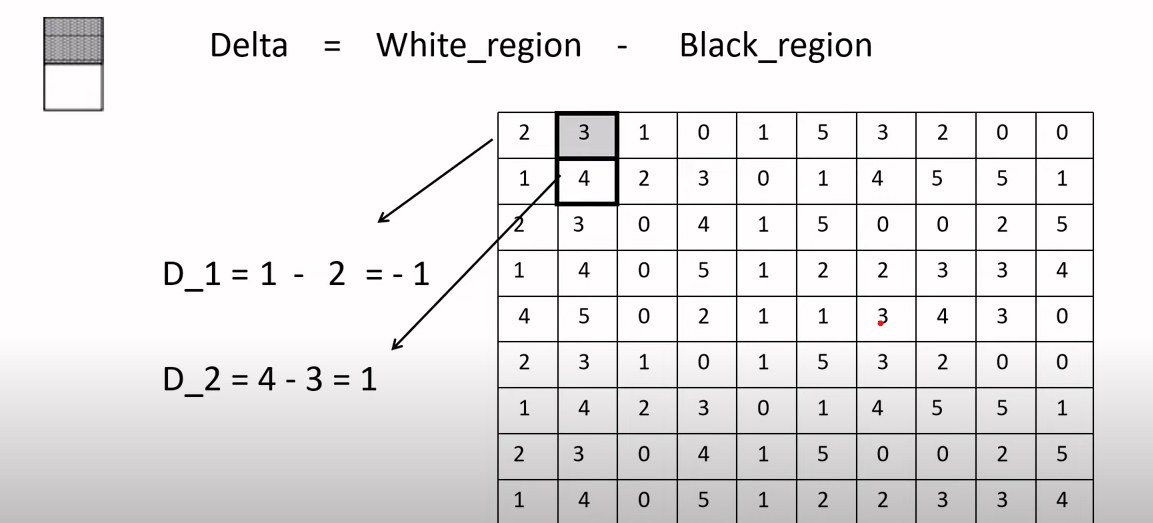 Delta = White_region - Black_region
2 3 1 0 1 5 3 2 0 0
1 4 2 3 0 1 4 5 5 1
2 3 0 4 1 5 0 0 2 5
D_1 = 1 - 2 = - 1
1 4 0 5 1 2 2 3 3 4
4 5 0 2 1 1 3 4 3 0
D_2 = 4 - 3 = 1
2 3 1 0 1 5 3 2 0 0
1 4 2 3 0 1 4 5 5 1
2 3 0 4 1 5 0 0 2 5
1 4 0 5 1 2 2 3 3 4